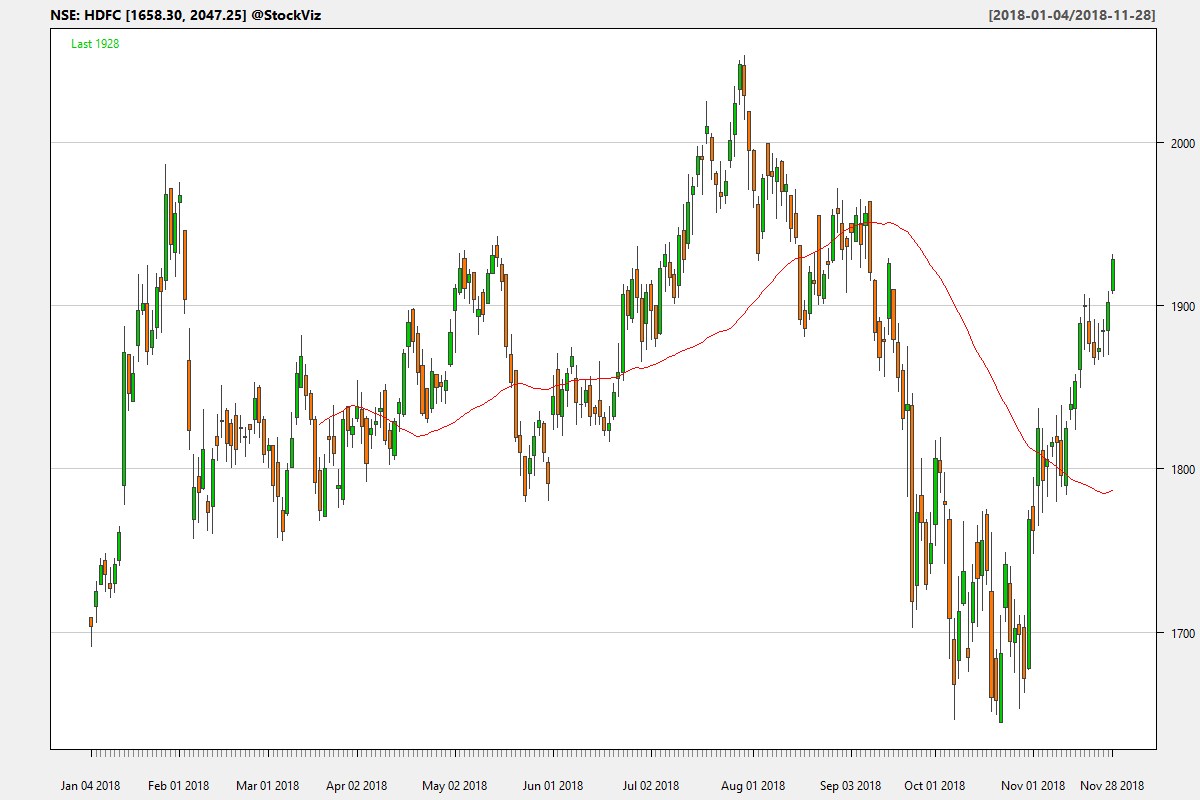 NSE: HDFC [1658.30, 2047.25] @StockViz [2018-01-04/2018-11-28]
Last 1928
2000
1900
1800
1700
Jan 04 2018 Feb 01 2018 Mar 01 2018 Apr 02 2018 May 02 2018 Jun 01 2018 Jul 02 2018 Aug 01 2018 Sep 03 2018 Oct 01 2018 Nov 01 2018 Nov 28 2018